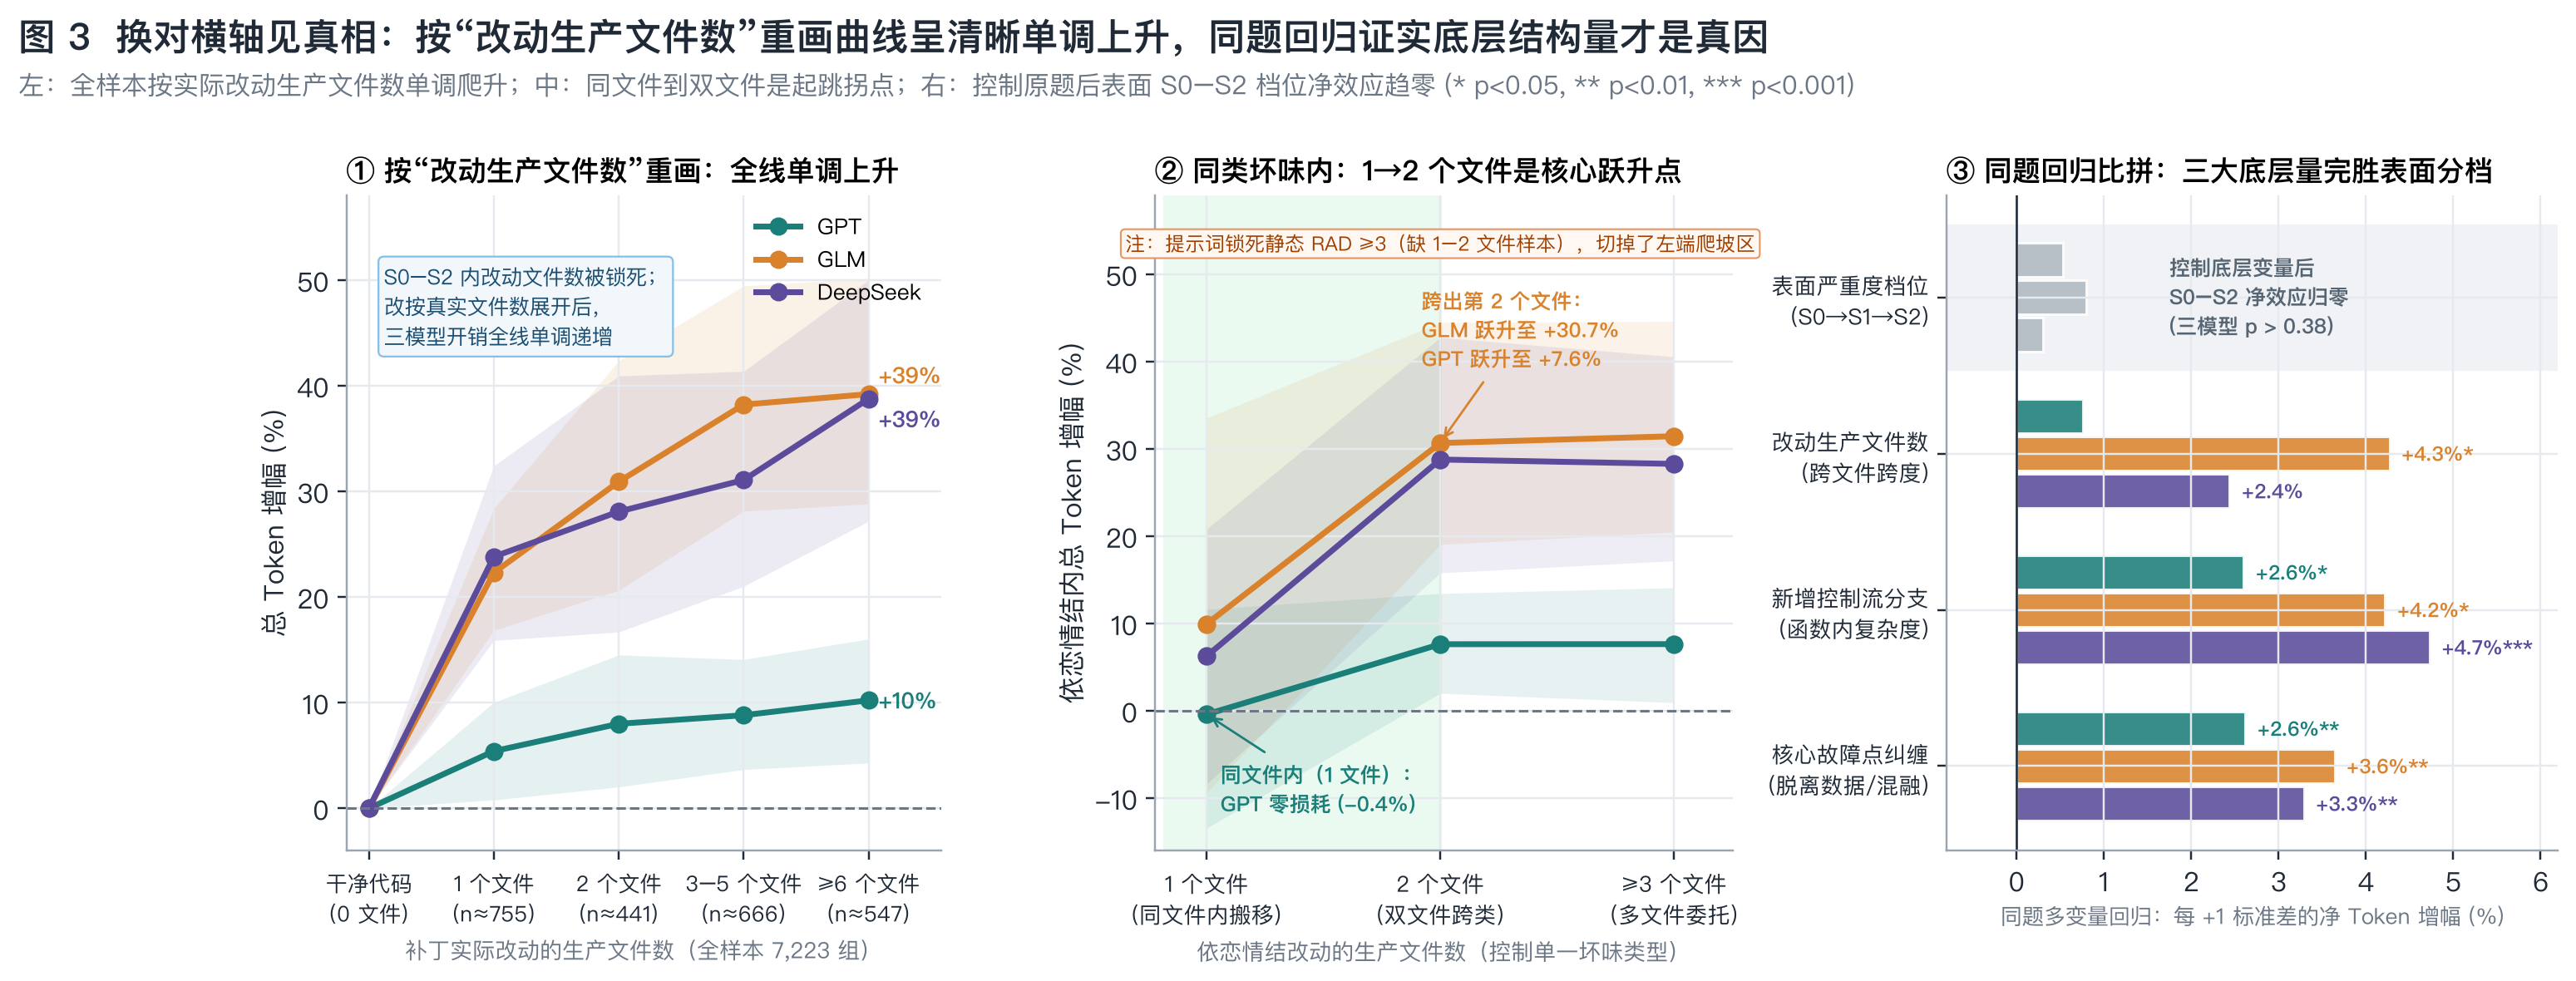 图 3 换对横轴见真相：按“改动生产文件数”重画曲线呈清晰单调上升，同题回归证实底层结构量才是真因
左：全样本按实际改动生产文件数单调爬升；中：同文件到双文件是起跳拐点；右：控制原题后表面 S0—S2 档位净效应趋零 (* p<0.05, ** p<0.01, *** p<0.001)
① 按“改动生产文件数”重画：全线单调上升
GPT
GLM
DeepSeek
S0—S2 内改动文件数被锁死；
改按真实文件数展开后，
三模型开销全线单调递增
总 Token 增幅 (%)
50
40
30
20
10
0
+39%
+39%
+10%
干净代码
(0 文件)
1 个文件
(n≈755)
2 个文件
(n≈441)
3—5 个文件
(n≈666)
≥6 个文件
(n≈547)
补丁实际改动的生产文件数（全样本 7,223 组）
② 同类坏味内：1→2 个文件是核心跃升点
注：提示词锁死静态 RAD ≥3（缺 1—2 文件样本），切掉了左端爬坡区
依恋情结内总 Token 增幅 (%)
50
40
30
20
10
0
−10
跨出第 2 个文件：
GLM 跃升至 +30.7%
GPT 跃升至 +7.6%
同文件内（1 文件）：
GPT 零损耗 (−0.4%)
1 个文件
(同文件内搬移)
2 个文件
(双文件跨类)
≥3 个文件
(多文件委托)
依恋情结改动的生产文件数（控制单一坏味类型）
③ 同题回归比拼：三大底层量完胜表面分档
表面严重度档位
(S0→S1→S2)
控制底层变量后
S0—S2 净效应归零
(三模型 p > 0.38)
改动生产文件数
(跨文件跨度)
+4.3%*
+2.4%
新增控制流分支
(函数内复杂度)
+2.6%*
+4.2%*
+4.7%***
核心故障点纠缠
(脱离数据/混融)
+2.6%**
+3.6%**
+3.3%**
0
1
2
3
4
5
6
同题多变量回归：每 +1 标准差的净 Token 增幅 (%)